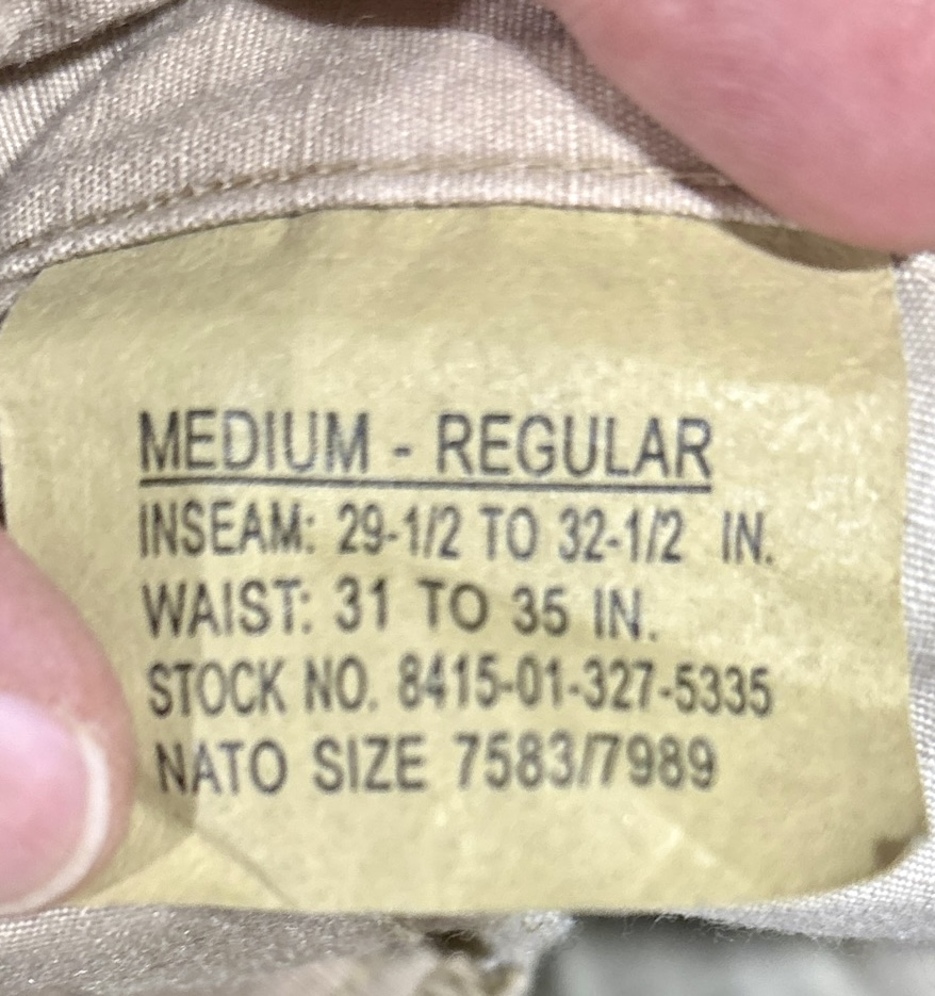 MEDIUM - REGULAR
INSEAM: 29-1/2 TO 32-1/2 IN.
WAIST: 31 TO 35 IN.
STOCK NO. 8415-01-327-5335
NATO SIZE 7583/7989